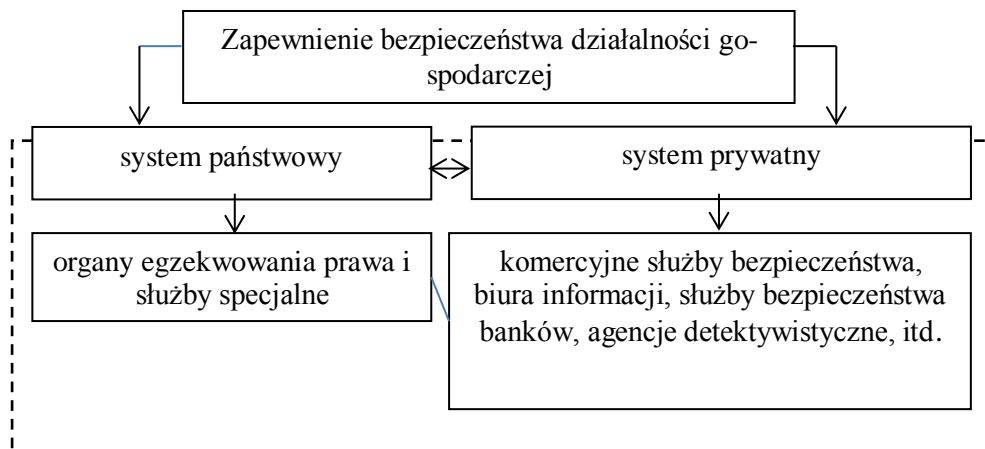 Zapewnienie bezpieczeństwa działalności go-
spodarczej
system państwowy
system prywatny
organy egzekwowania prawa i
służby specjalne
komercyjne służby bezpieczeństwa,
biura informacji, służby bezpieczeństwa
banków, agencje detektywistyczne, itd.